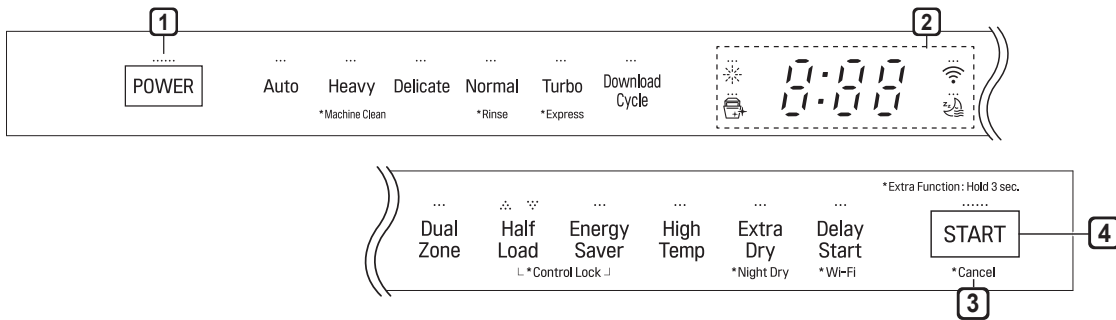 1
2
POWER
Auto
Heavy
Delicate
Normal
Turbo
Download
Cycle
*Machine Clean
*Rinse
*Express
8:88
*Extra Function: Hold 3 sec.
Dual
Zone
Half
Load
Energy
Saver
High
Temp
Extra
Dry
Delay
Start
START
4
*Control Lock
*Night Dry
*Wi-Fi
*Cancel
3